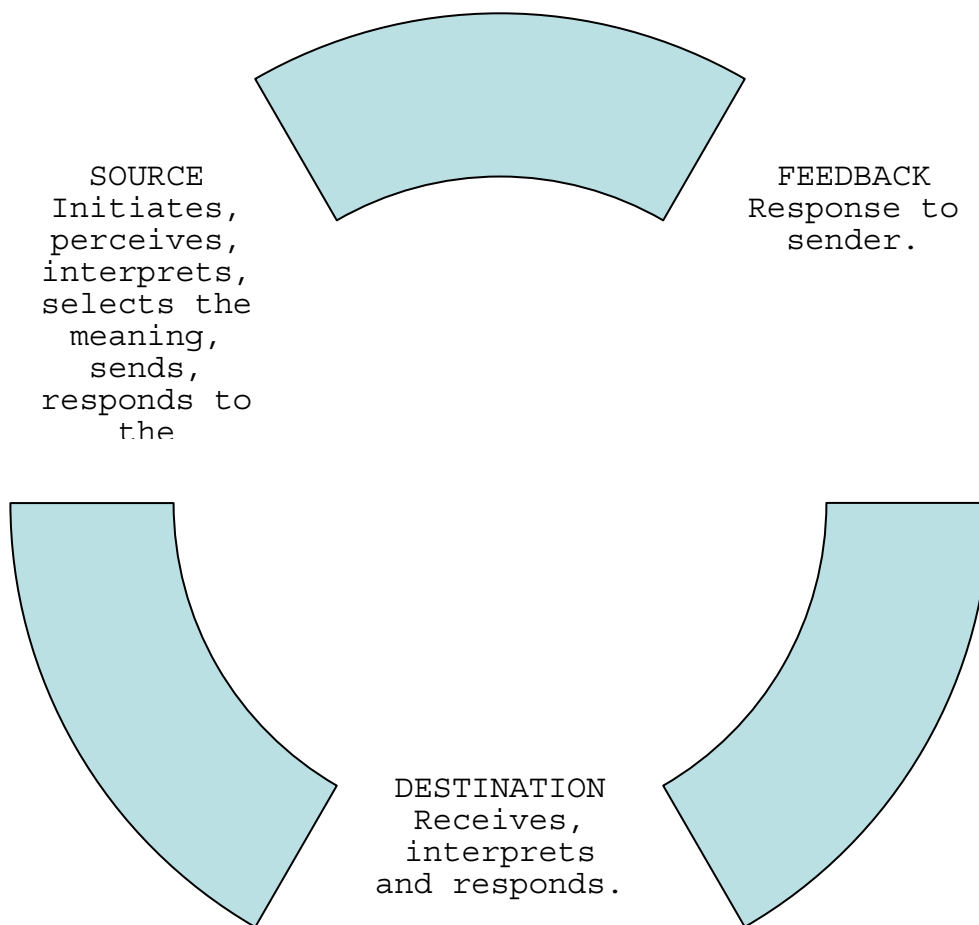 SOURCE
Initiates,
perceives,
interprets,
selects the
meaning,
sends,
responds to
the
FEEDBACK
Response to
sender.
DESTINATION
Receives,
interprets
and responds.